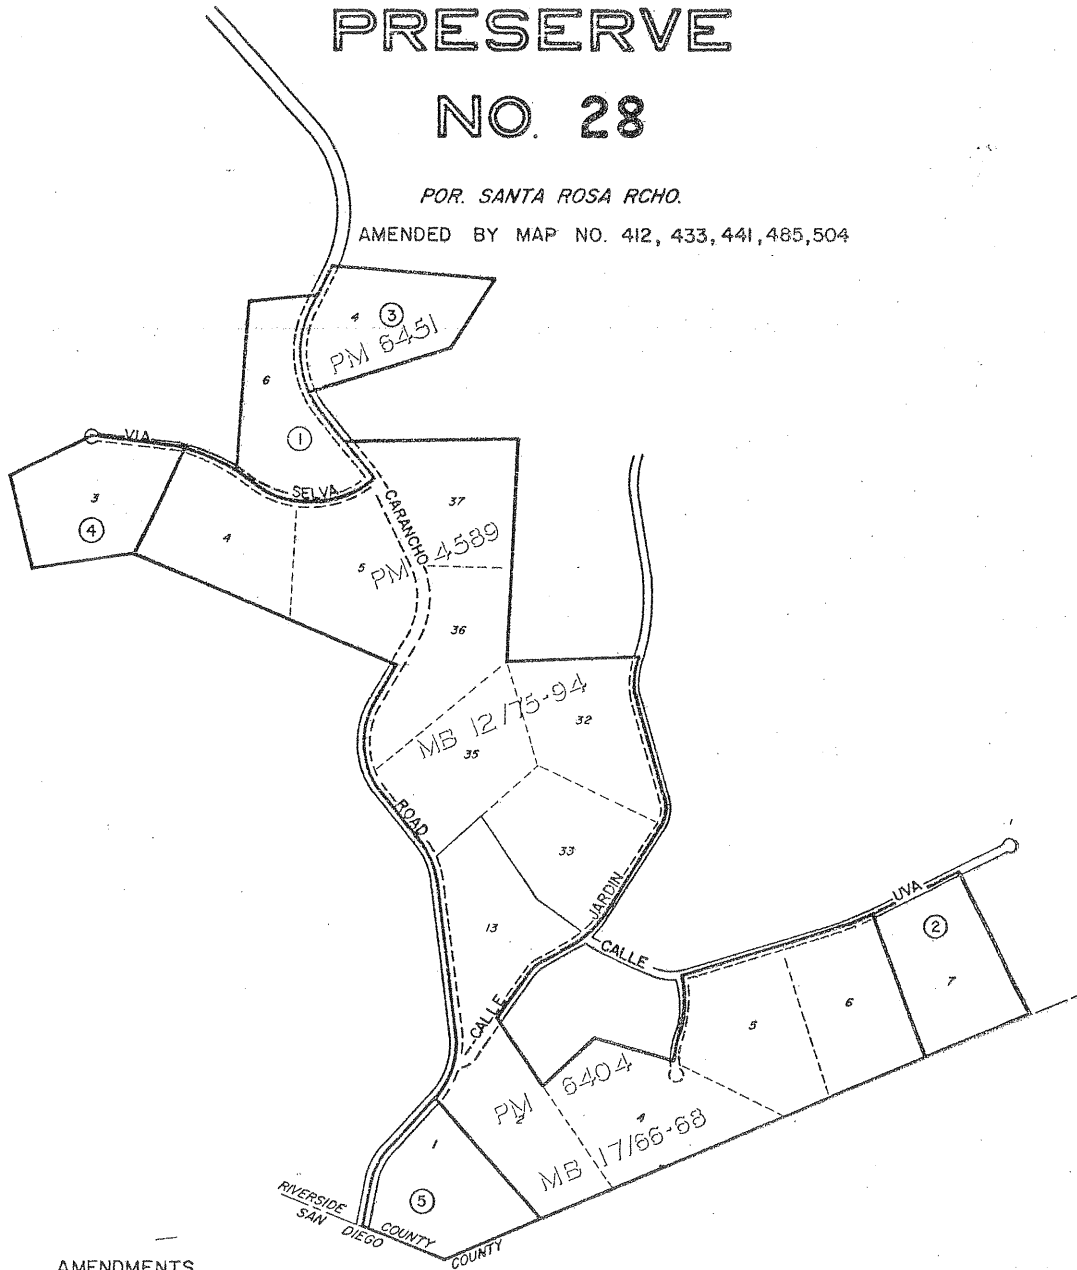 PRESERVE
NO. 28
POR. SANTA ROSA RCHO.
AMENDED BY MAP NO. 412, 433, 441, 485, 504
4
3
PM 6451
6
1
VIA
SELVA
3
4
4
CARANCHO
37
5
PM 4589
36
MB 12/75-94
32
35
ROAD
33
JARDIN
13
CALLE
UVA
2
CALLE
7
6
5
PM 6404
2
4
MB 17/66-68
1
5
RIVERSIDE COUNTY
SAN DIEGO COUNTY
AMENDMENTS